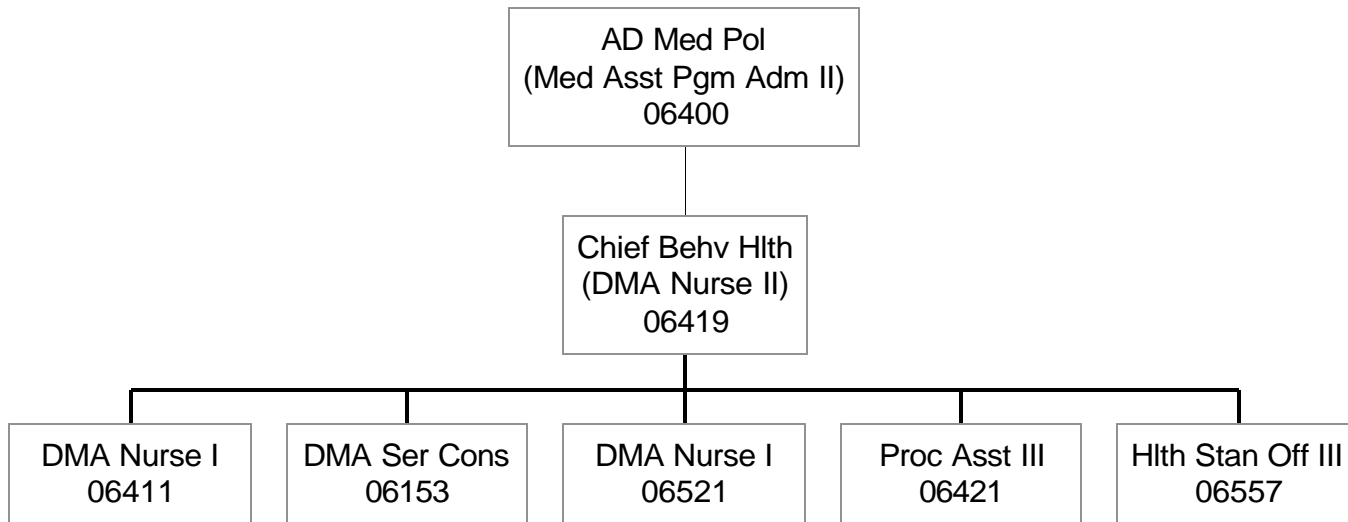 AD Med Pol
(Med Asst Pgm Adm II)
06400
Chief Behv Hlth
(DMA Nurse II)
06419
DMA Nurse I
06411
DMA Ser Cons
06153
DMA Nurse I
06521
Proc Asst III
06421
Hlth Stan Off III
06557